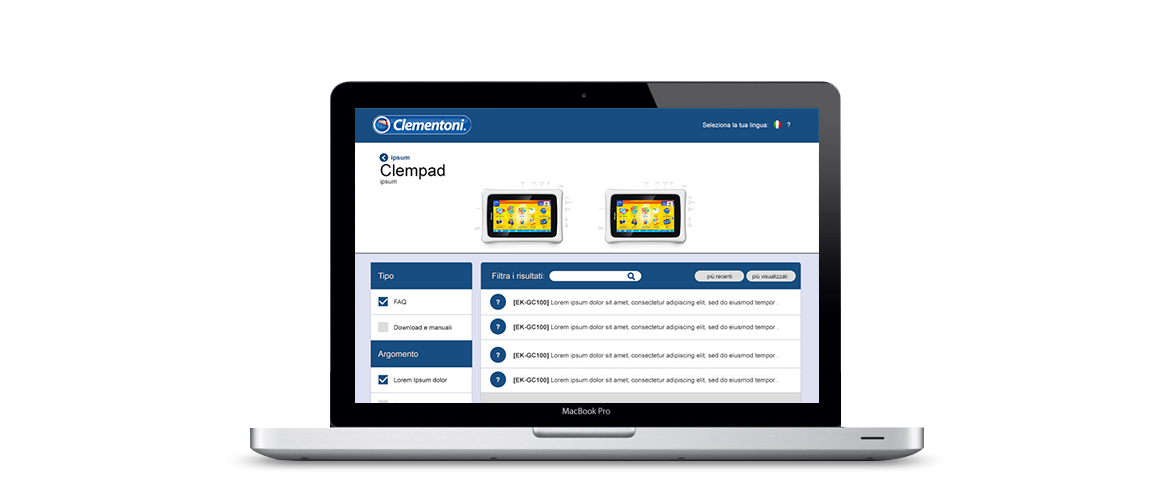 Clementoni.
Seleziona la tua lingua: ?
ipsum
Clempad
ipsum
Tipo
FAQ
Download e manuali
Argomento
Lorem Ipsum dolor
Filtra i risultati:
più recenti
più visualizzati
? [EK-GC100] Lorem ipsum dolor sit amet, consectetur adipiscing elit, sed do eiusmod tempor .
? [EK-GC100] Lorem ipsum dolor sit amet, consectetur adipiscing elit, sed do eiusmod tempor .
? [EK-GC100] Lorem ipsum dolor sit amet, consectetur adipiscing elit, sed do eiusmod tempor .
? [EK-GC100] Lorem ipsum dolor sit amet, consectetur adipiscing elit, sed do eiusmod tempor .
MacBook Pro